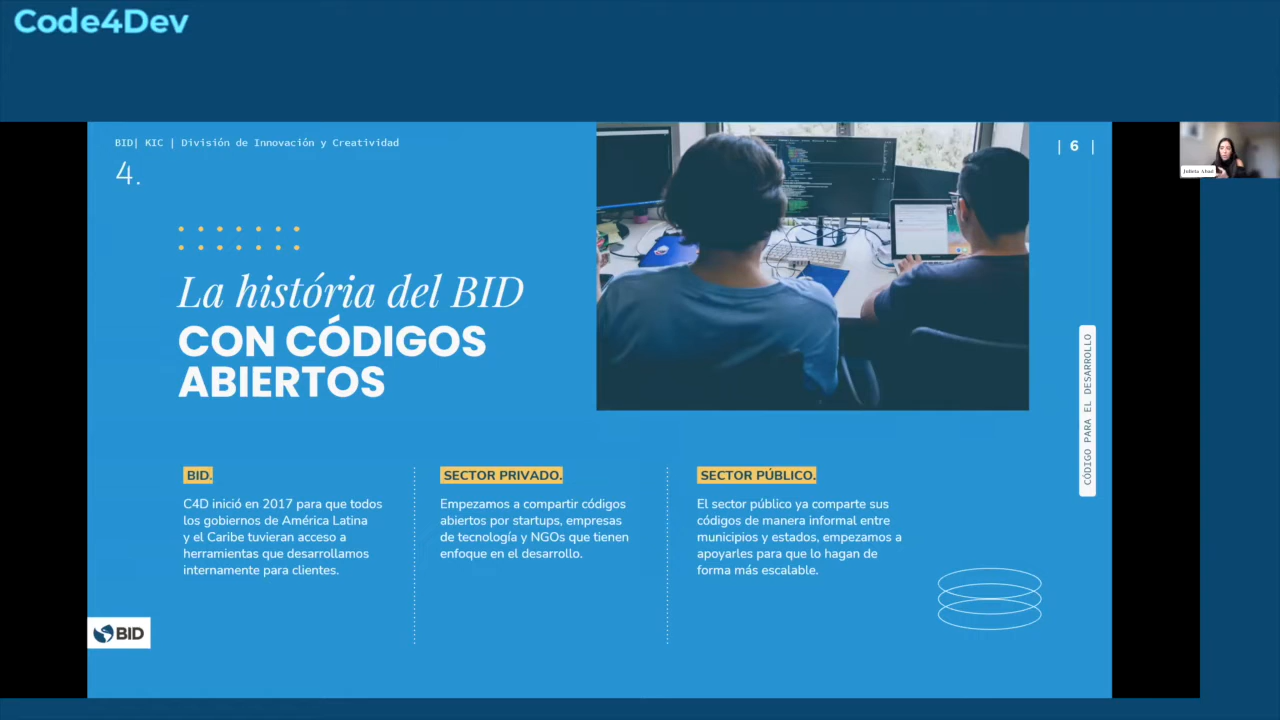 Code4Dev
BID| KIC | División de Innovación y Creatividad
| 6 |
4.
La história del BID
CON CÓDIGOS
ABIERTOS
BID.
C4D inició en 2017 para que todos
los gobiernos de América Latina
y el Caribe tuvieran acceso a
herramientas que desarrollamos
internamente para clientes.
SECTOR PRIVADO.
Empezamos a compartir códigos
abiertos por startups, empresas
de tecnología y NGOs que tienen
enfoque en el desarrollo.
SECTOR PÚBLICO.
El sector público ya comparte sus
códigos de manera informal entre
municipios y estados, empezamos a
apoyarles para que lo hagan de
forma más escalable.
CÓDIGO PARA EL DESARROLLO
BID
Julieta Abad